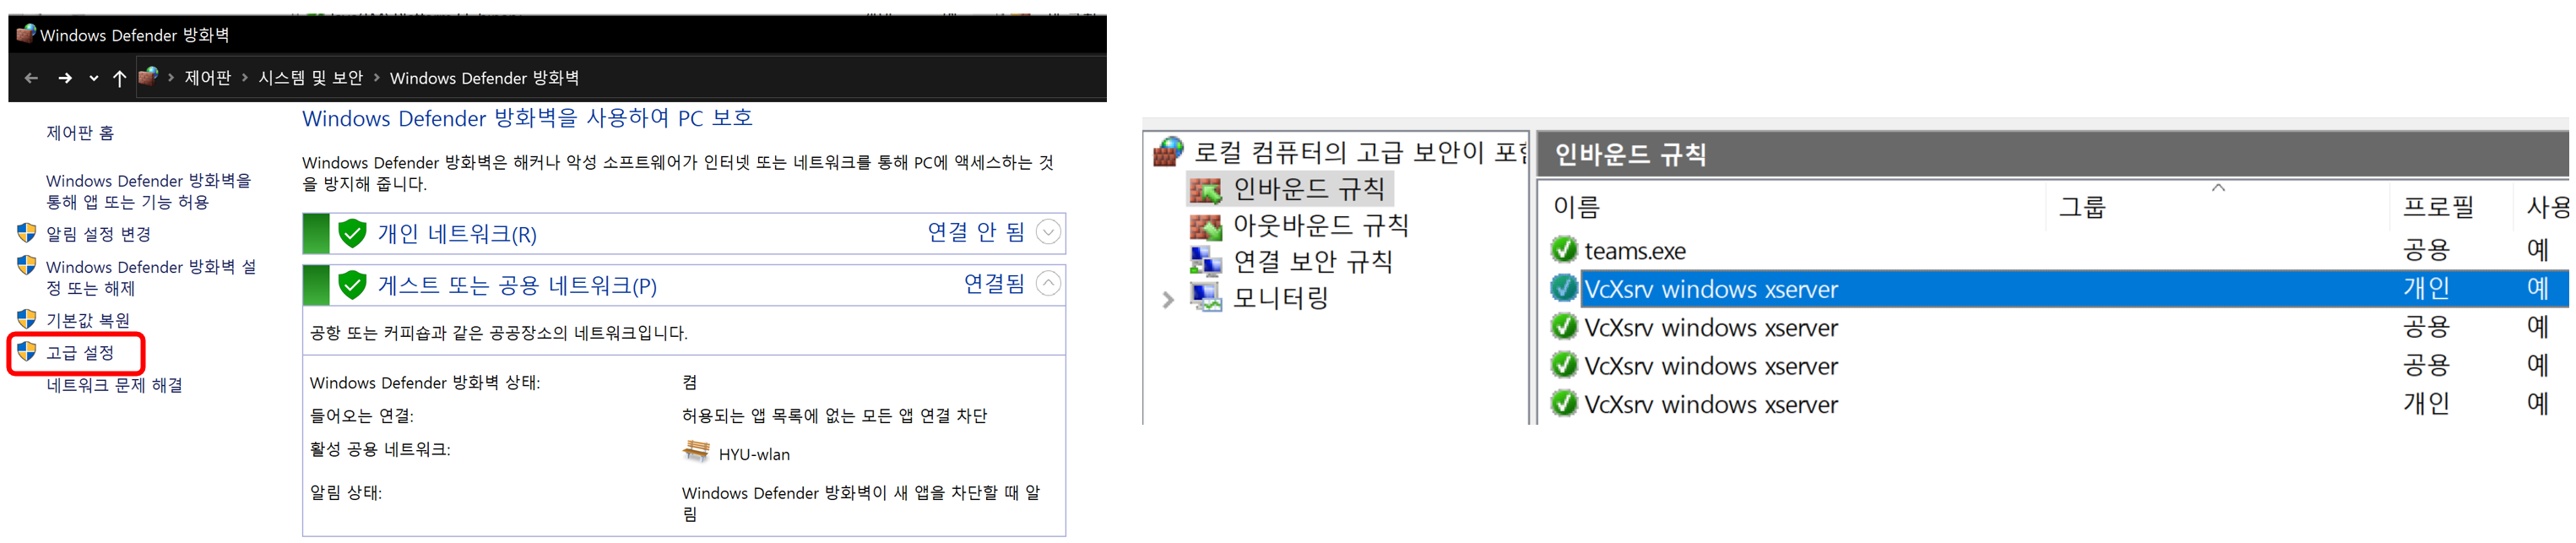 Windows Defender 방화벽
제어판 > 시스템 및 보안 > Windows Defender 방화벽
제어판 홈
Windows Defender 방화벽을
통해 앱 또는 기능 허용
알림 설정 변경
Windows Defender 방화벽 설
정 또는 해제
기본값 복원
고급 설정
네트워크 문제 해결
Windows Defender 방화벽을 사용하여 PC 보호
Windows Defender 방화벽은 해커나 악성 소프트웨어가 인터넷 또는 네트워크를 통해 PC에 액세스하는 것
을 방지해 줍니다.
개인 네트워크(R) 연결 안 됨
게스트 또는 공용 네트워크(P) 연결됨
공항 또는 커피숍과 같은 공공장소의 네트워크입니다.
Windows Defender 방화벽 상태: 켬
들어오는 연결: 허용되는 앱 목록에 없는 모든 앱 연결 차단
활성 공용 네트워크: HYU-wlan
알림 상태: Windows Defender 방화벽이 새 앱을 차단할 때 알
림
로컬 컴퓨터의 고급 보안이 포함
인바운드 규칙
아웃바운드 규칙
연결 보안 규칙
모니터링
인바운드 규칙
이름 그룹 프로필 사용
teams.exe 공용 예
VcXsrv windows xserver 개인 예
VcXsrv windows xserver 공용 예
VcXsrv windows xserver 공용 예
VcXsrv windows xserver 개인 예